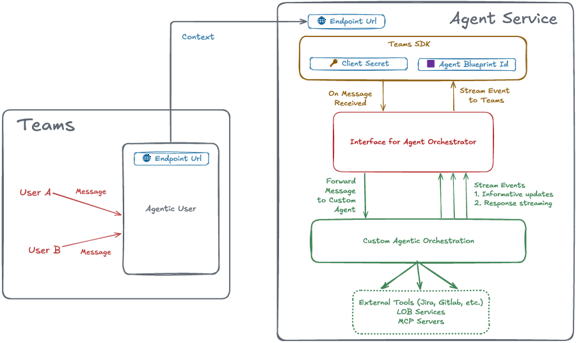 Endpoint Url
Agent Service
Context
Teams SDK
Client Secret
Agent Blueprint Id
On Message
Received
Stream Event
to Teams
Teams
Endpoint Url
Interface for Agent Orchestrator
User A
Message
Agentic User
User B
Message
Forward
Message
to Custom
Agent
Stream Events
1. Informative updates
2. Response streaming
Custom Agentic Orchestration
External Tools (Jira, Gitlab, etc.)
LOB Services
MCP Servers